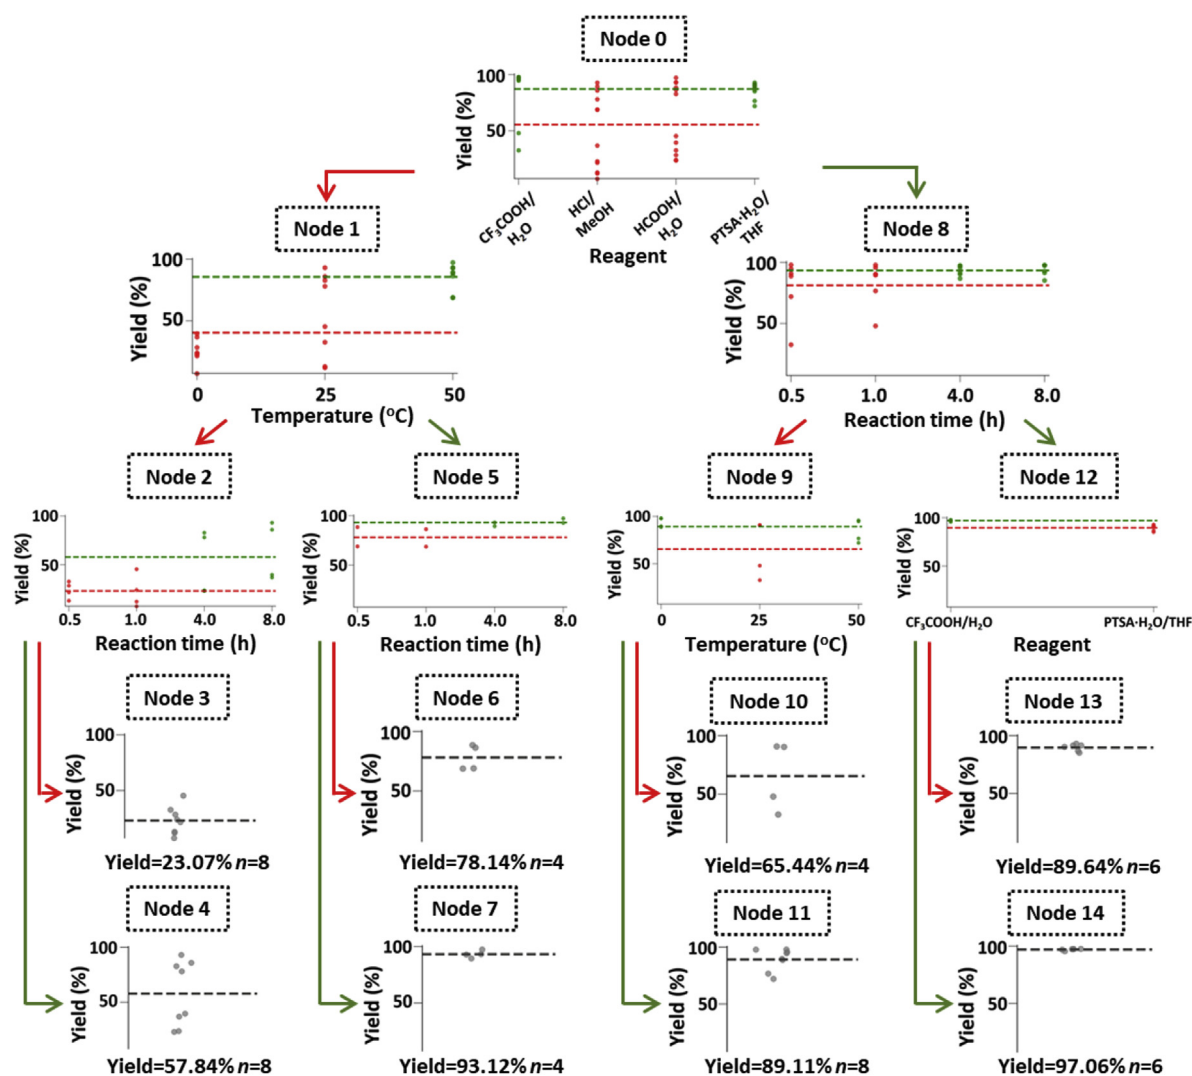 Node 0
100
50
Yield (%)
CF₃COOH/
H₂O
HCl/
MeOH
HCOOH/
H₂O
PTSA·H₂O/
THF
Reagent
Node 1
100
50
Yield (%)
0
25
50
Temperature (⁰C)
Node 8
100
50
Yield (%)
0.5
1.0
4.0
8.0
Reaction time (h)
Node 2
100
50
Yield (%)
0.5
1.0
4.0
8.0
Reaction time (h)
Node 5
100
50
Yield (%)
0.5
1.0
4.0
8.0
Reaction time (h)
Node 9
100
50
Yield (%)
0
25
50
Temperature (⁰C)
Node 12
100
50
Yield (%)
CF₃COOH/H₂O
PTSA·H₂O/THF
Reagent
Node 3
100
50
Yield (%)
Yield=23.07% n=8
Node 6
100
50
Yield (%)
Yield=78.14% n=4
Node 10
100
50
Yield (%)
Yield=65.44% n=4
Node 13
100
50
Yield (%)
Yield=89.64% n=6
Node 4
100
50
Yield (%)
Yield=57.84% n=8
Node 7
100
50
Yield (%)
Yield=93.12% n=4
Node 11
100
50
Yield (%)
Yield=89.11% n=8
Node 14
100
50
Yield (%)
Yield=97.06% n=6